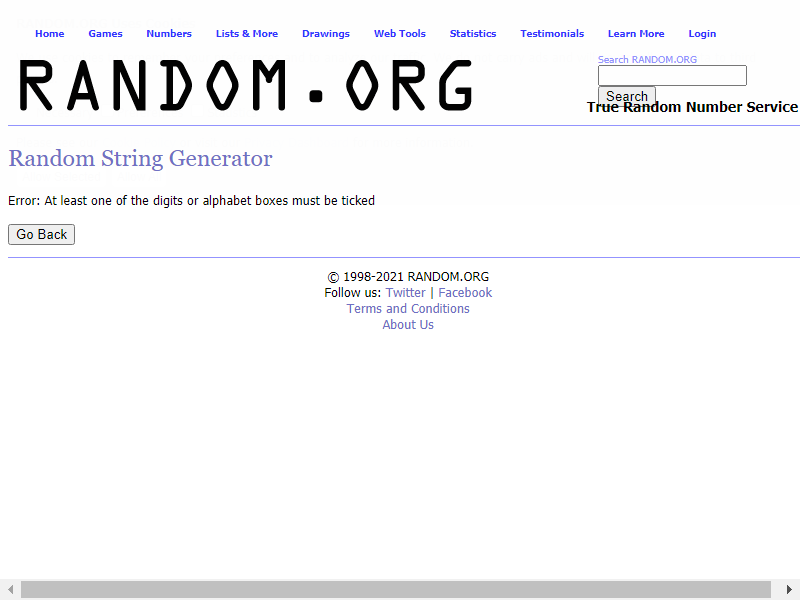 Home Games Numbers Lists & More Drawings Web Tools Statistics Testimonials Learn More Login
RANDOM.ORG
Search RANDOM.ORG
Search
True Random Number Service
Random String Generator
Error: At least one of the digits or alphabet boxes must be ticked
Go Back
© 1998-2021 RANDOM.ORG
Follow us: Twitter | Facebook
Terms and Conditions
About Us